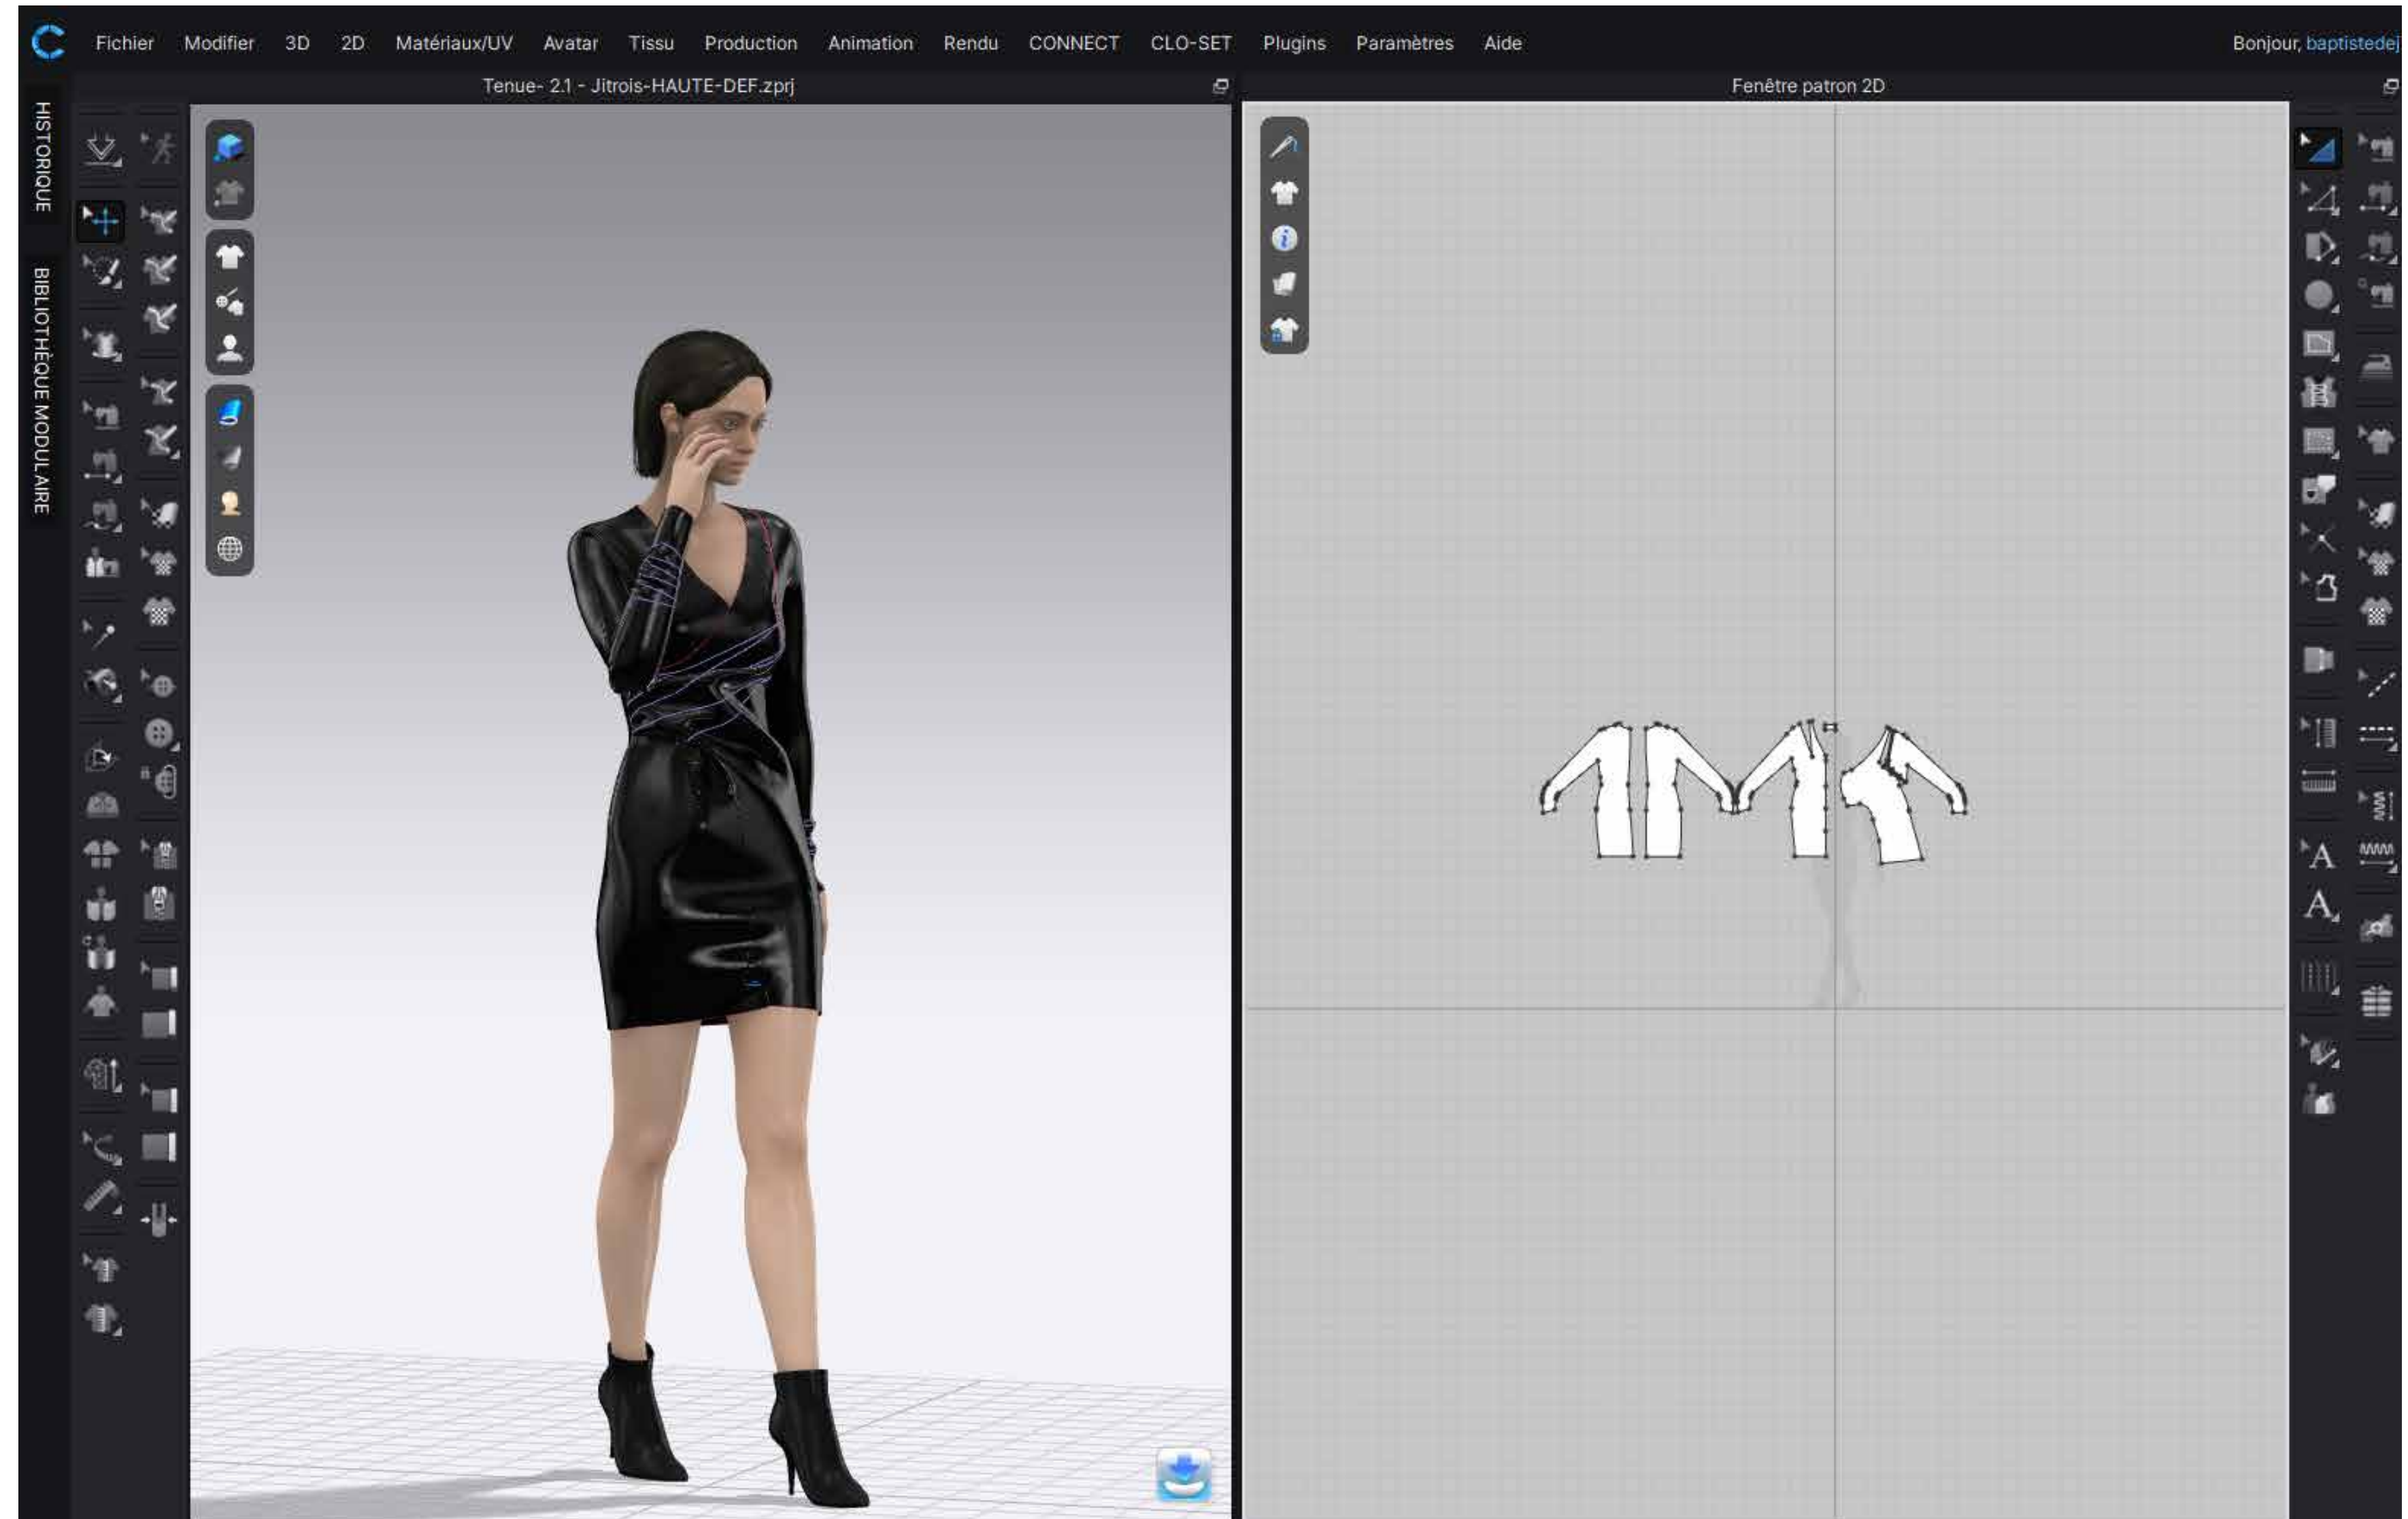 Fichier Modifier 3D 2D Matériaux/UV Avatar Tissu Production Animation Rendu CONNECT CLO-SET Plugins Paramètres Aide Bonjour, baptistedej
Tenue- 2.1 - Jitrois-HAUTE-DEF.zprj
Fenêtre patron 2D
HISTORIQUE
BIBLIOTHÈQUE MODULAIRE
A
A